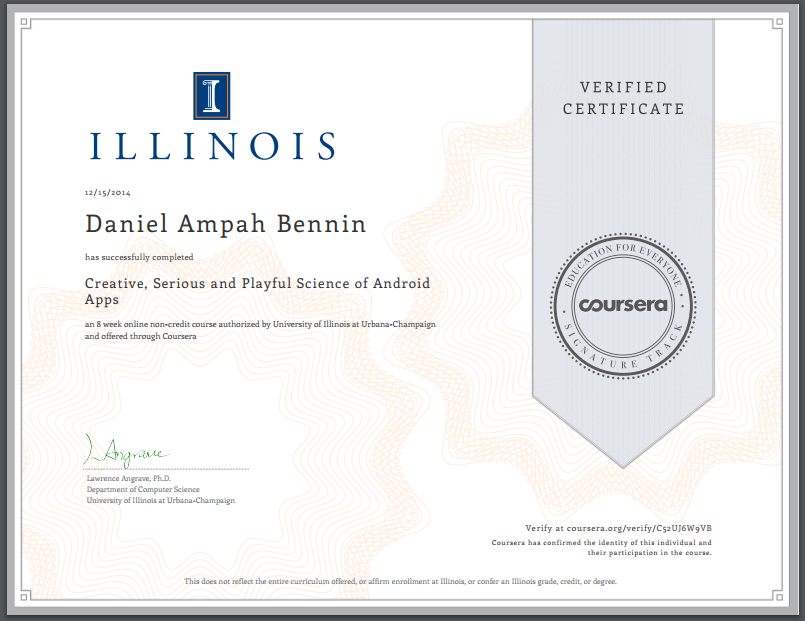 ILLINOIS
12/15/2014
Daniel Ampah Bennin
has successfully completed
Creative, Serious and Playful Science of Android
Apps
an 8 week online non-credit course authorized by University of Illinois at Urbana-Champaign
and offered through Coursera
L Angrave
Lawrence Angrave, Ph.D.
Department of Computer Science
University of Illinois at Urbana-Champaign
VERIFIED
CERTIFICATE
EDUCATION FOR EVERYONE
coursera
SIGNATURE TRACK
Verify at coursera.org/verify/C52UJ6W9VB
Coursera has confirmed the identity of this individual and
their participation in the course.
This does not reflect the entire curriculum offered, or affirm enrollment at Illinois, or confer an Illinois grade, credit, or degree.